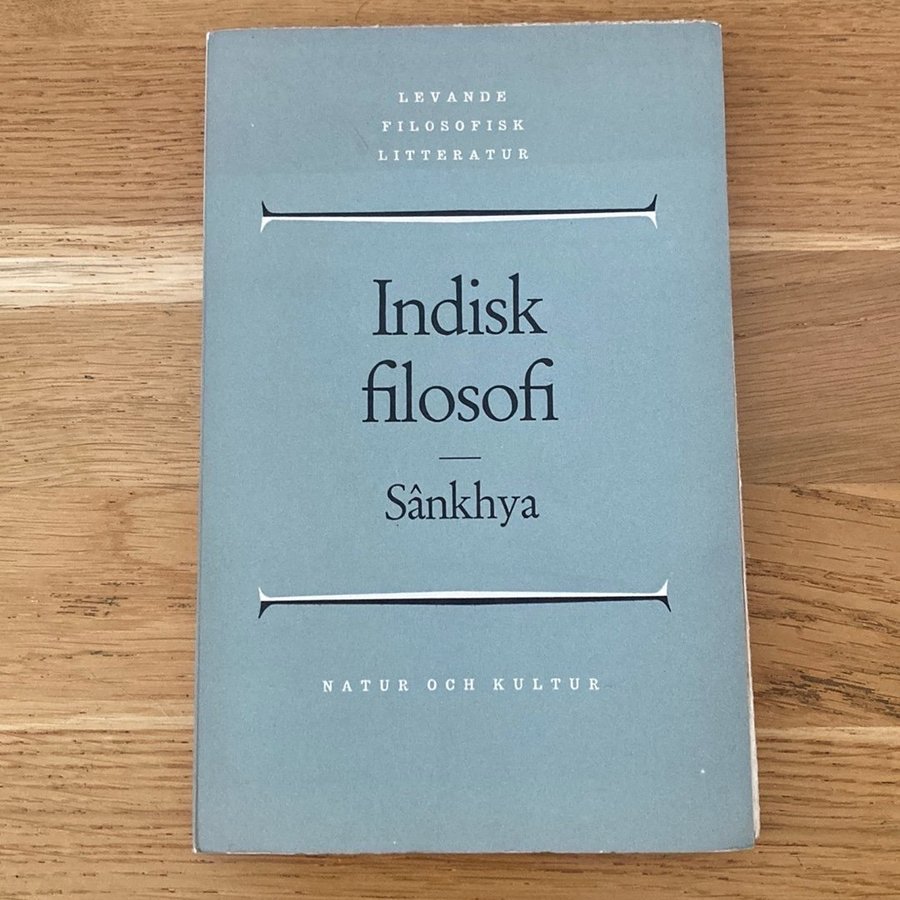 LEVANDE
FILOSOFISK
LITTERATUR
Indisk
filosofi
Sânkhya
NATUR OCH KULTUR